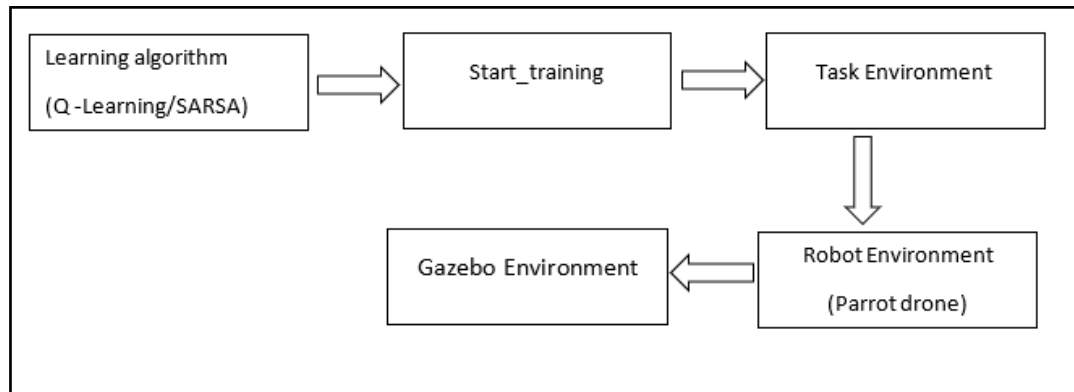 Learning algorithm
(Q -Learning/SARSA)
Start_training
Task Environment
Robot Environment
(Parrot drone)
Gazebo Environment